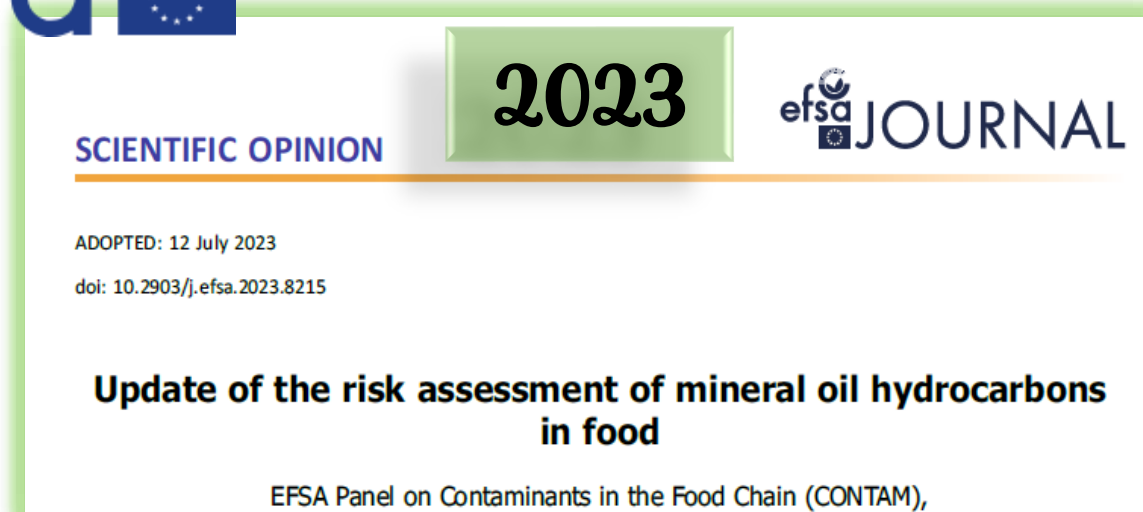 2023
efsa JOURNAL
SCIENTIFIC OPINION
ADOPTED: 12 July 2023
doi: 10.2903/j.efsa.2023.8215
Update of the risk assessment of mineral oil hydrocarbons
in food
EFSA Panel on Contaminants in the Food Chain (CONTAM),